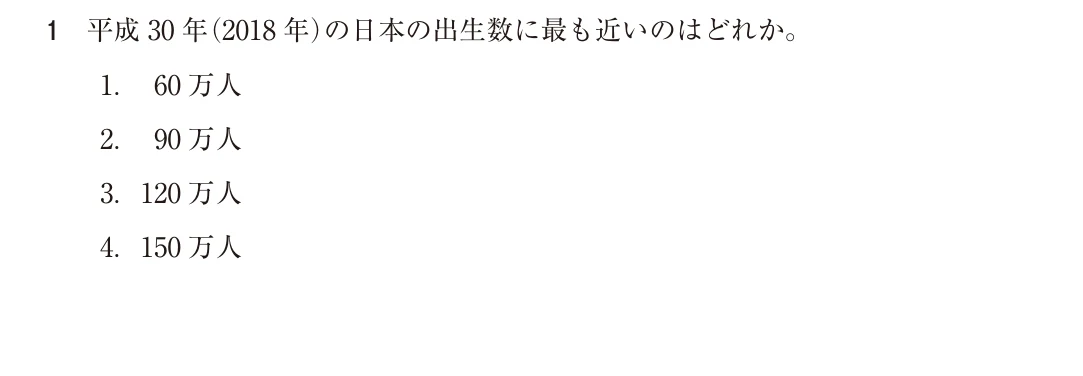 1 平成 30 年(2018 年)の日本の出生数に最も近いのはどれか。
1. 60 万人
2. 90 万人
3. 120 万人
4. 150 万人